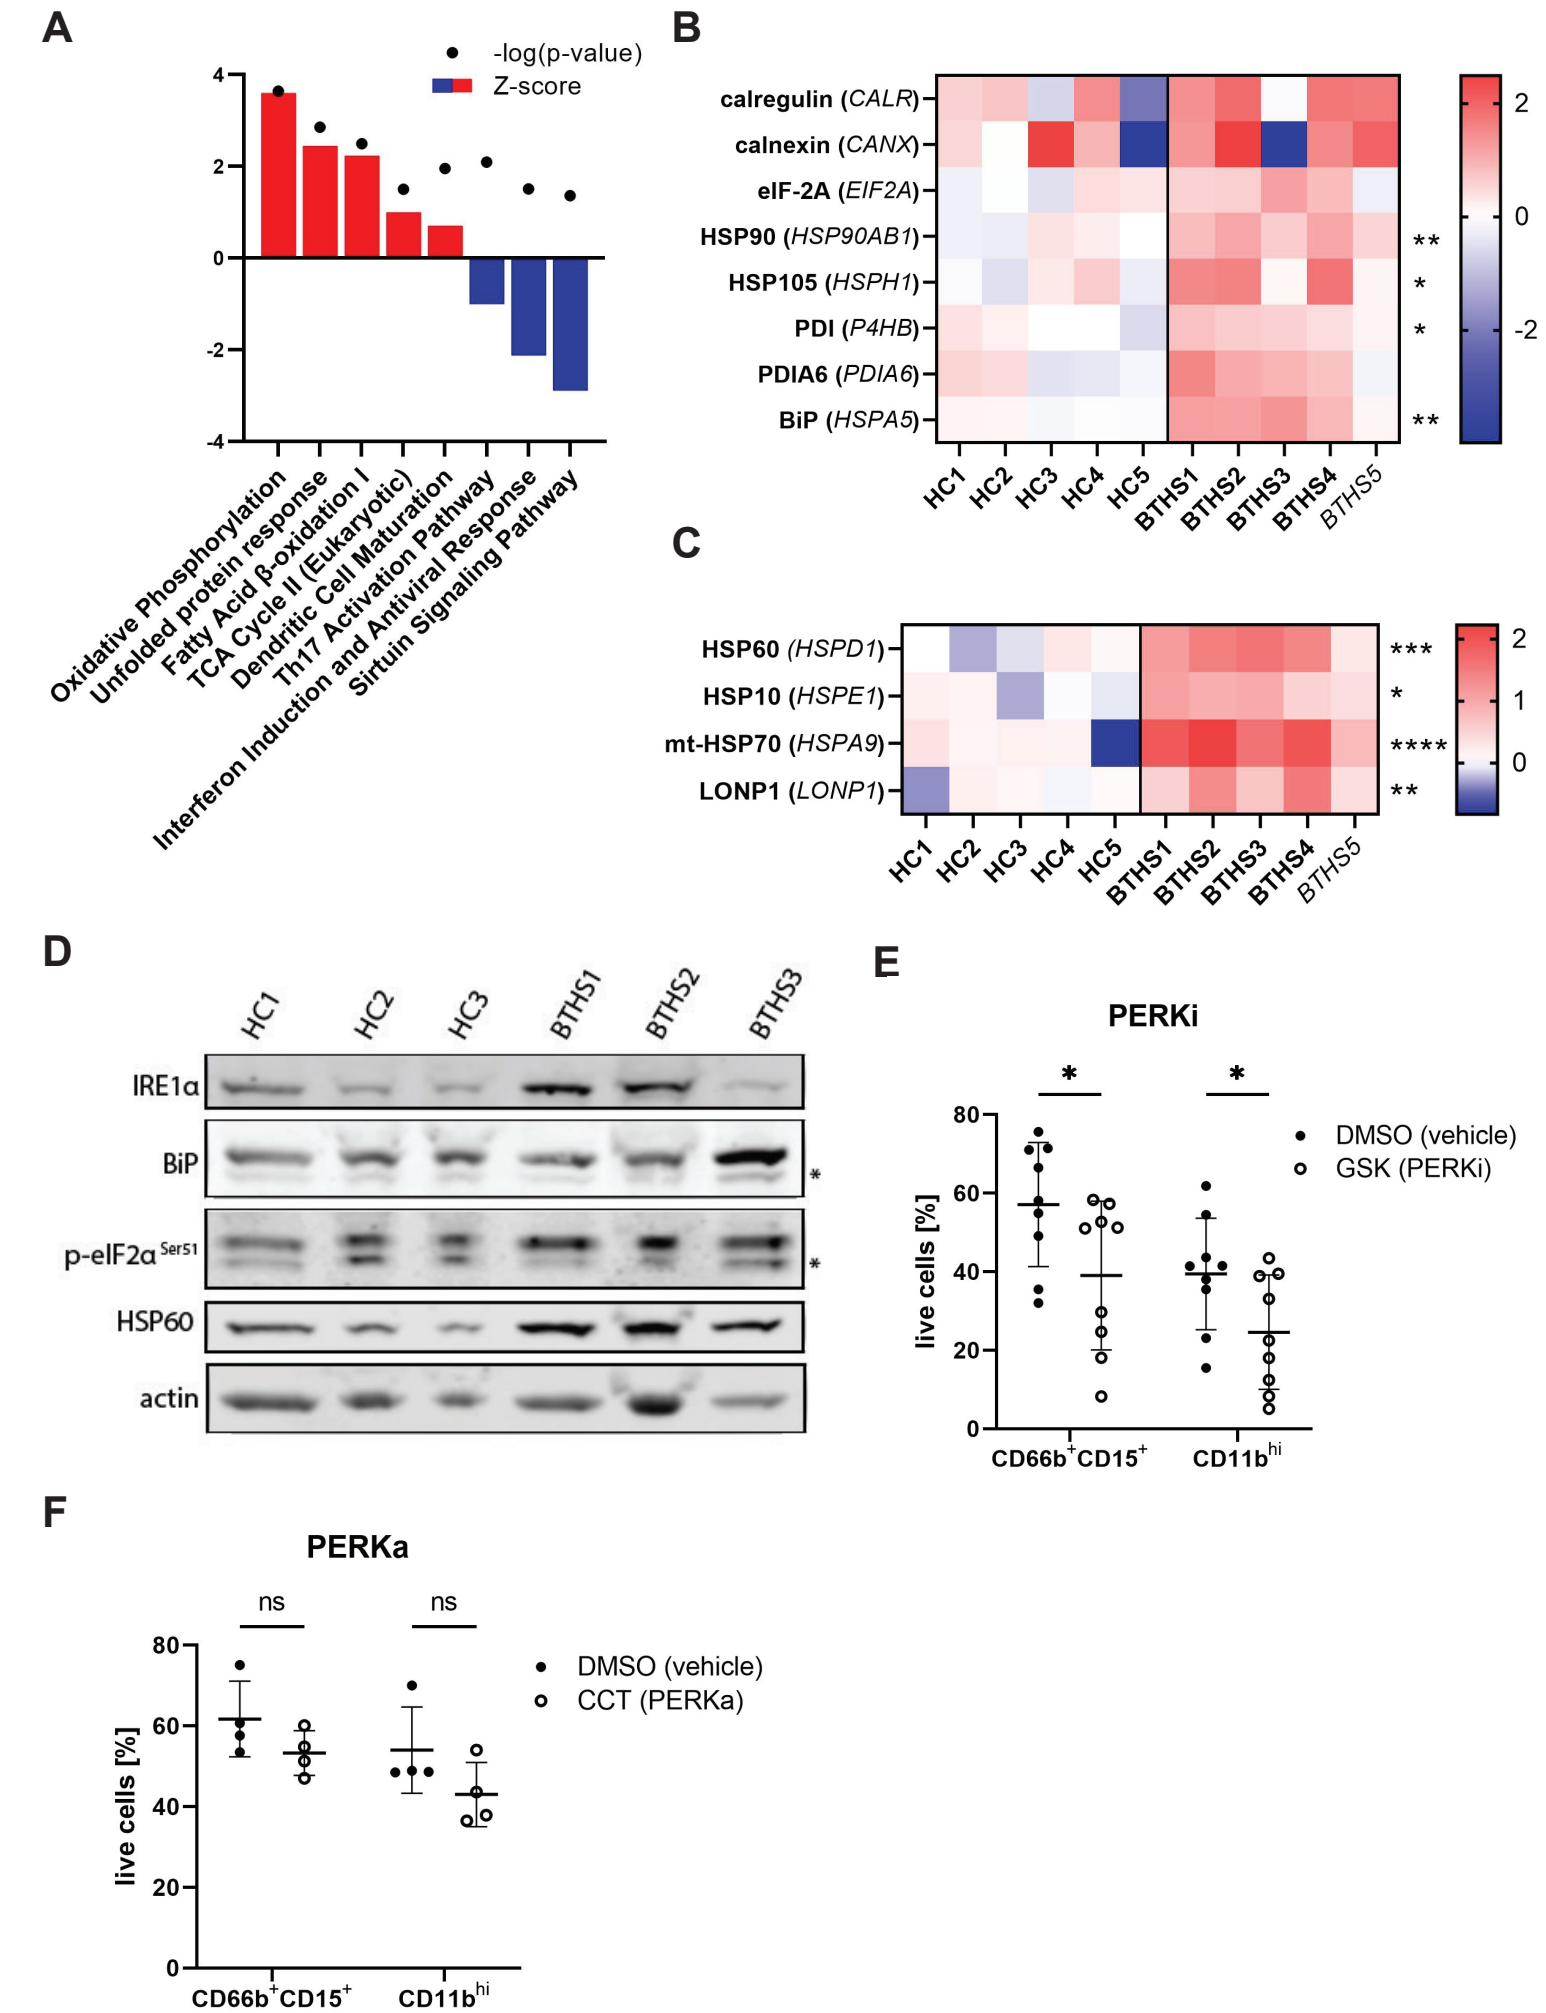 A
-log(p-value)
Z-score
4
2
0
-2
-4
Oxidative Phosphorylation
Unfolded protein response
Fatty Acid β-oxidation I
TCA Cycle II (Eukaryotic)
Dendritic Cell Maturation
Th17 Activation Pathway
Interferon Induction and Antiviral Response
Sirtuin Signaling Pathway
B
calregulin (CALR)
calnexin (CANX)
eIF-2A (EIF2A)
HSP90 (HSP90AB1) **
HSP105 (HSPH1) *
PDI (P4HB) *
PDIA6 (PDIA6)
BiP (HSPA5) **
HC1 HC2 HC3 HC4 HC5 BTHS1 BTHS2 BTHS3 BTHS4 BTHS5
2
0
-2
C
HSP60 (HSPD1) ***
HSP10 (HSPE1) *
mt-HSP70 (HSPA9) ****
LONP1 (LONP1) **
HC1 HC2 HC3 HC4 HC5 BTHS1 BTHS2 BTHS3 BTHS4 BTHS5
2
1
0
D
HC1 HC2 HC3 BTHS1 BTHS2 BTHS3
IRE1α
BiP *
p-eIF2α Ser51 *
HSP60
actin
E
PERKi
* *
DMSO (vehicle)
GSK (PERKi)
live cells [%]
80
60
40
20
0
CD66b+CD15+ CD11bhi
F
PERKa
ns ns
DMSO (vehicle)
CCT (PERKa)
live cells [%]
80
60
40
20
0
CD66b+CD15+ CD11bhi